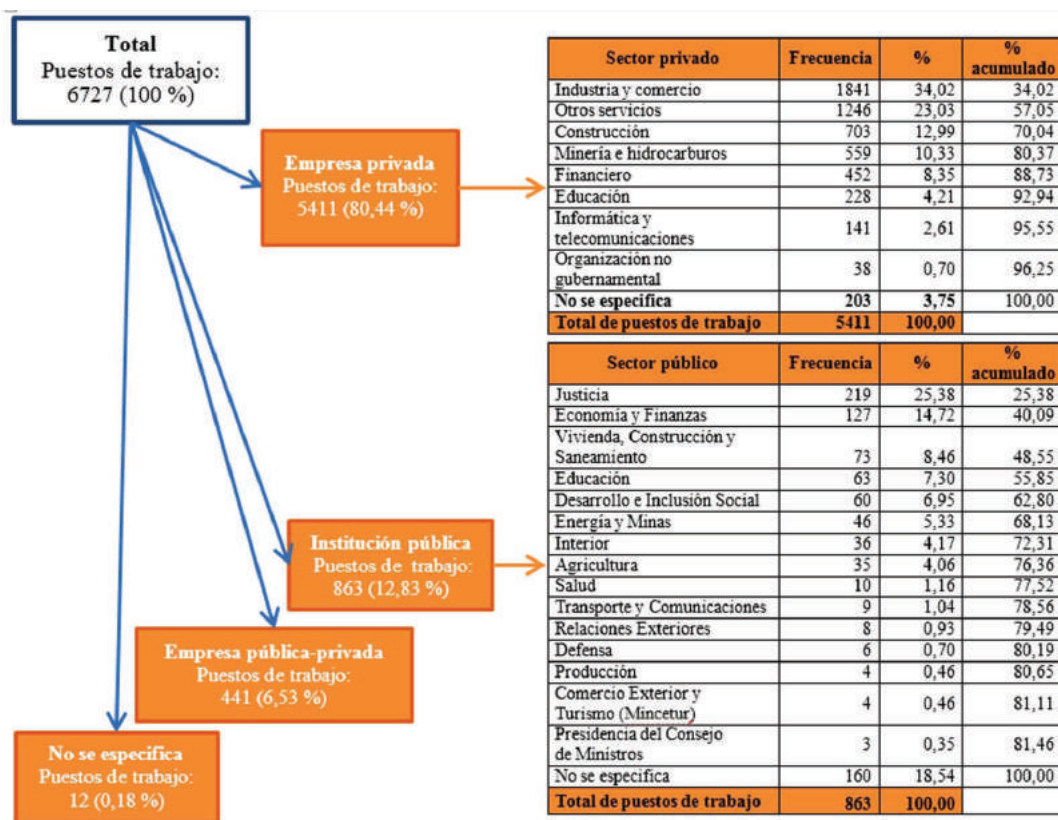 Total
Puestos de trabajo:
6727 (100 %)
Empresa privada
Puestos de trabajo:
5411 (80,44 %)
Sector privado Frecuencia % %
acumulado
Industria y comercio 1841 34,02 34,02
Otros servicios 1246 23,03 57,05
Construcción 703 12,99 70,04
Minería e hidrocarburos 559 10,33 80,37
Financiero 452 8,35 88,73
Educación 228 4,21 92,94
Informática y
telecomunicaciones 141 2,61 95,55
Organización no
gubernamental 38 0,70 96,25
No se especifica 203 3,75 100,00
Total de puestos de trabajo 5411 100,00
Institución pública
Puestos de trabajo:
863 (12,83 %)
Sector público Frecuencia % %
acumulado
Justicia 219 25,38 25,38
Economía y Finanzas 127 14,72 40,09
Vivienda, Construcción y
Saneamiento 73 8,46 48,55
Educación 63 7,30 55,85
Desarrollo e Inclusión Social 60 6,95 62,80
Energía y Minas 46 5,33 68,13
Interior 36 4,17 72,31
Agricultura 35 4,06 76,36
Salud 10 1,16 77,52
Transporte y Comunicaciones 9 1,04 78,56
Relaciones Exteriores 8 0,93 79,49
Defensa 6 0,70 80,19
Producción 4 0,46 80,65
Comercio Exterior y
Turismo (Mincetur) 4 0,46 81,11
Presidencia del Consejo
de Ministros 3 0,35 81,46
No se especifica 160 18,54 100,00
Total de puestos de trabajo 863 100,00
Empresa pública-privada
Puestos de trabajo:
441 (6,53 %)
No se especifica
Puestos de trabajo:
12 (0,18 %)